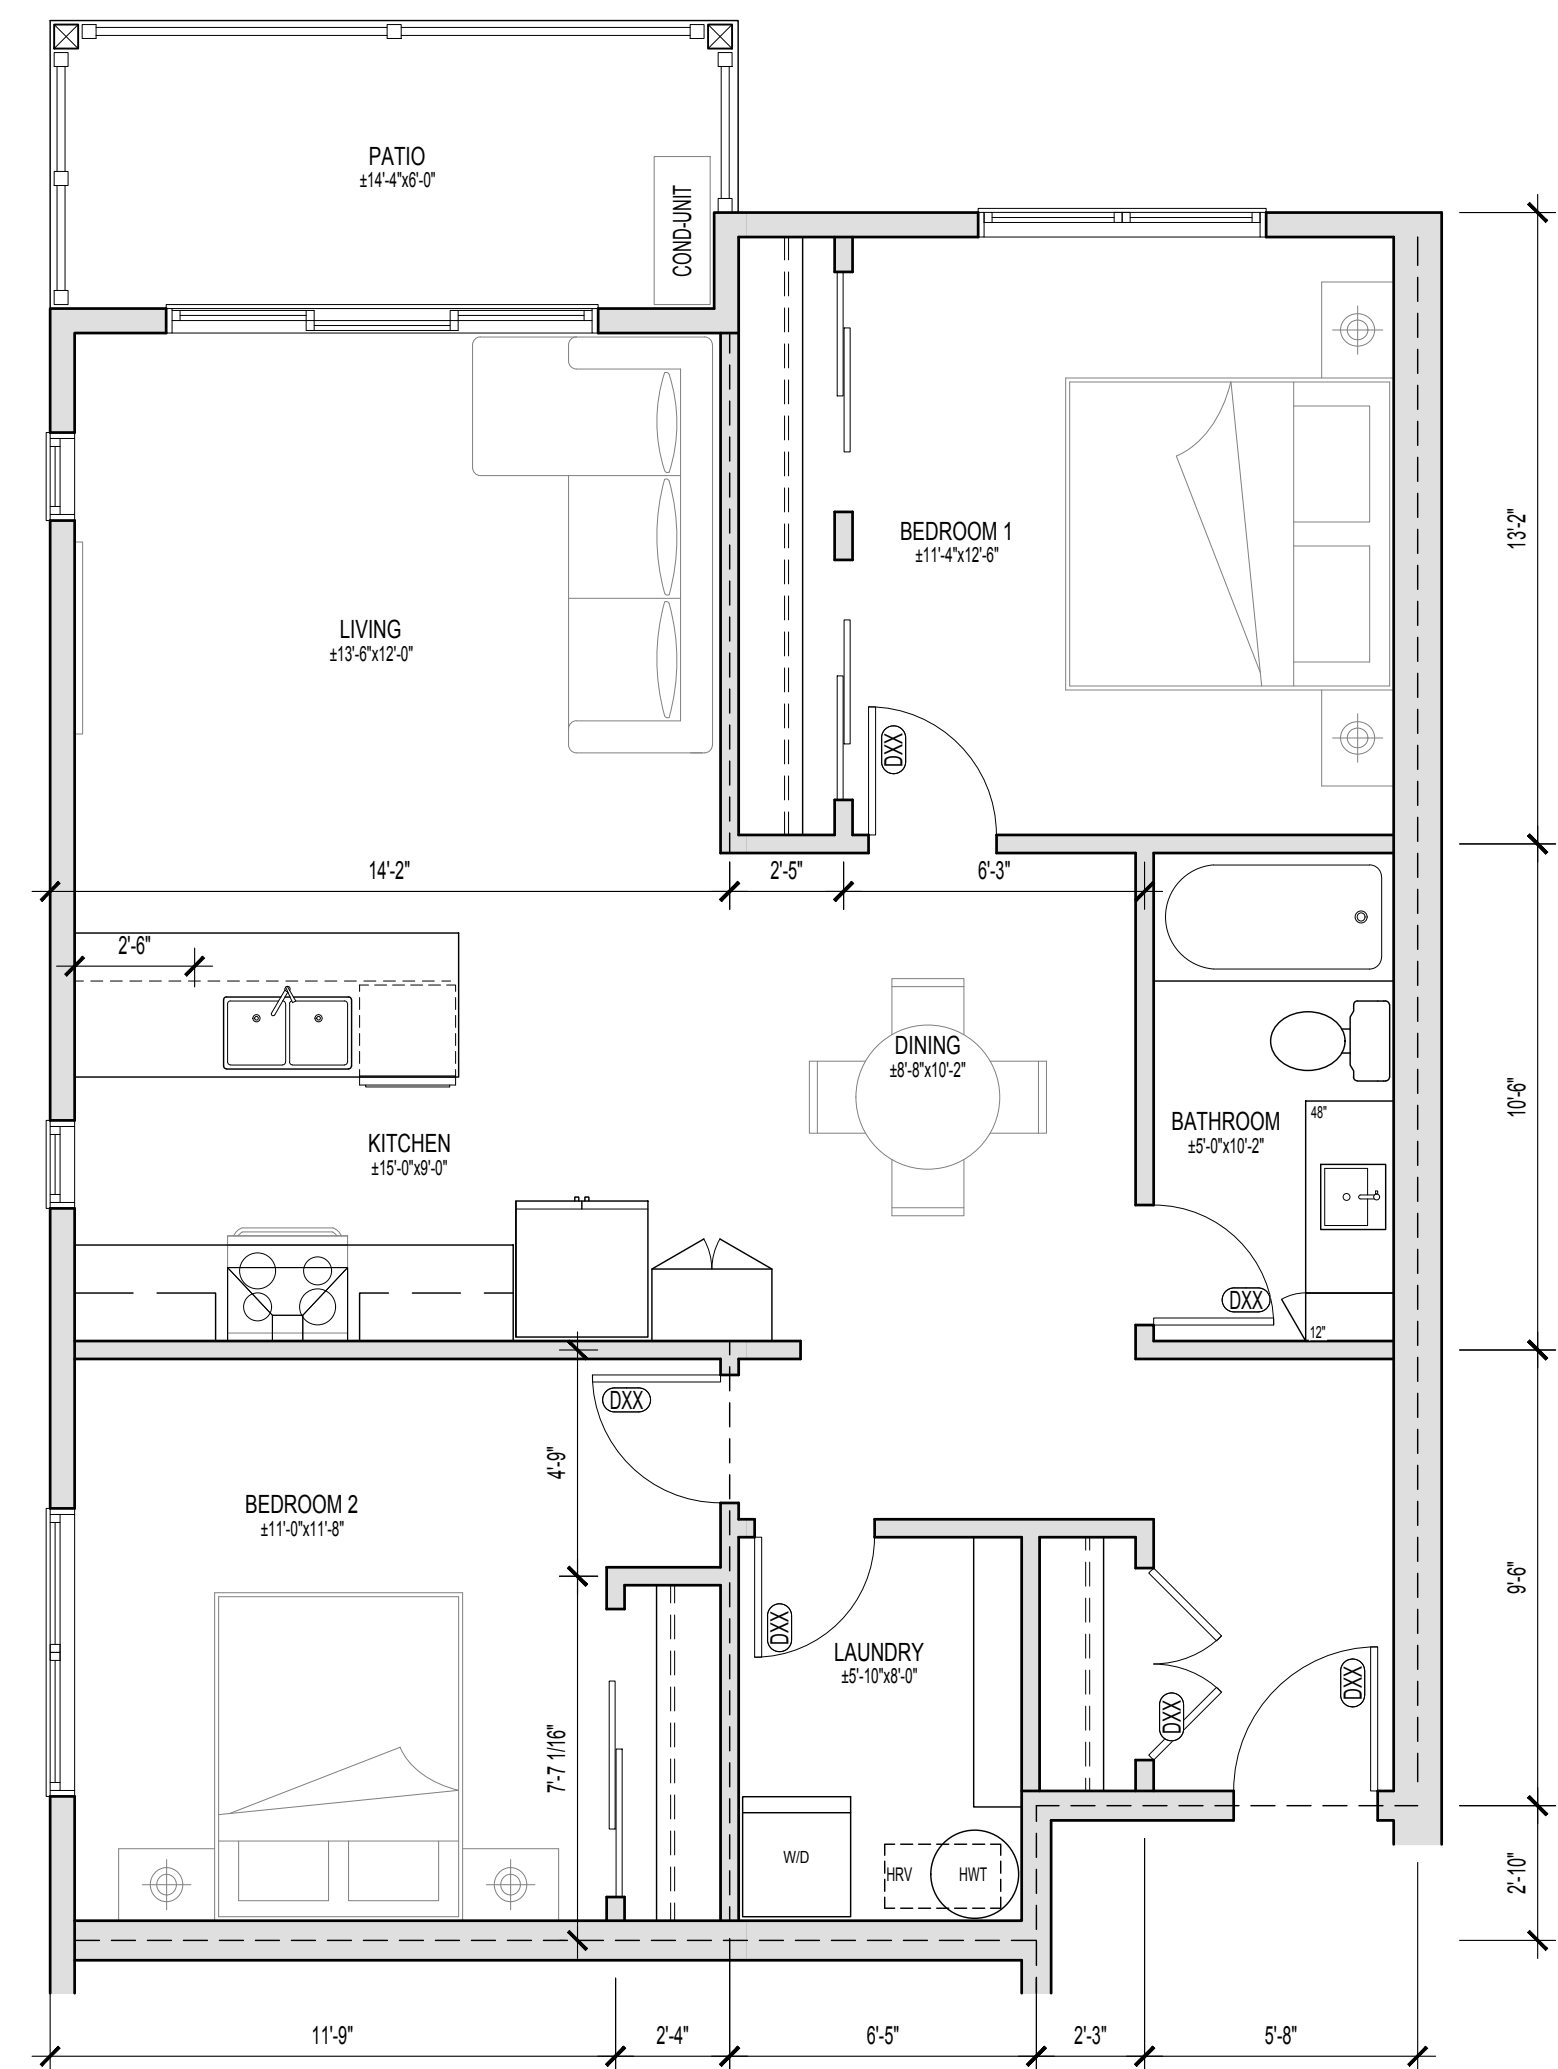 PATIO
±14'-4"x6'-0"
COND-UNIT
BEDROOM 1
±11'-4"x12'-6"
13'-2"
LIVING
±13'-6"x12'-0"
DXX
14'-2"
2'-5"
6'-3"
2'-6"
DINING
±8'-8"x10'-2"
10'-6"
KITCHEN
±15'-0"x9'-0"
BATHROOM
±5'-0"x10'-2"
48"
DXX
12"
DXX
4'-9"
BEDROOM 2
±11'-0"x11'-8"
9'-6"
DXX
LAUNDRY
±5'-10"x8'-0"
DXX
DXX
7'-7 1/16"
W/D
HRV
HWT
2'-10"
11'-9"
2'-4"
6'-5"
2'-3"
5'-8"